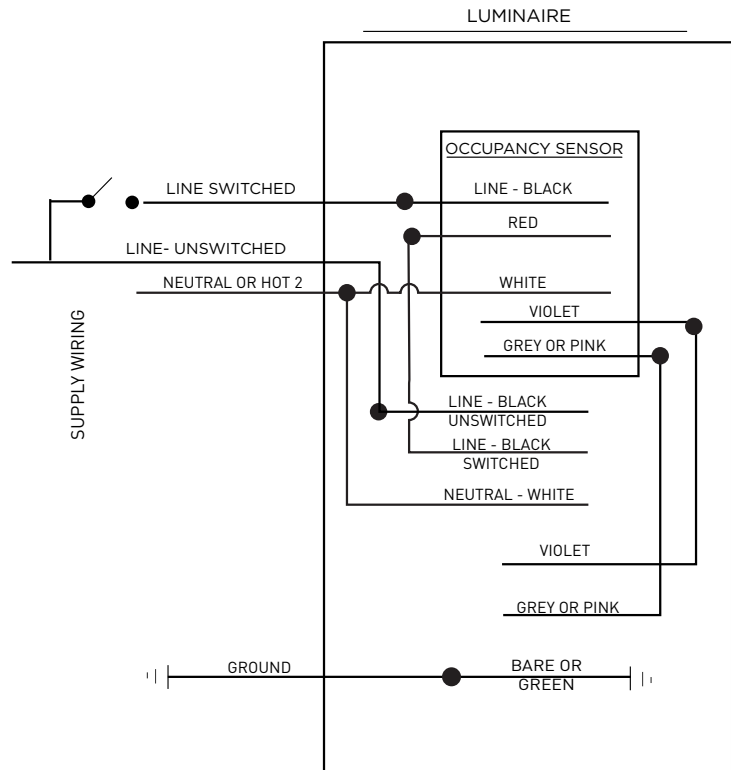 LUMINAIRE
OCCUPANCY SENSOR
LINE SWITCHED
LINE - BLACK
RED
LINE- UNSWITCHED
NEUTRAL OR HOT 2
WHITE
VIOLET
GREY OR PINK
SUPPLY WIRING
LINE - BLACK
UNSWITCHED
LINE - BLACK
SWITCHED
NEUTRAL - WHITE
VIOLET
GREY OR PINK
GROUND
BARE OR
GREEN